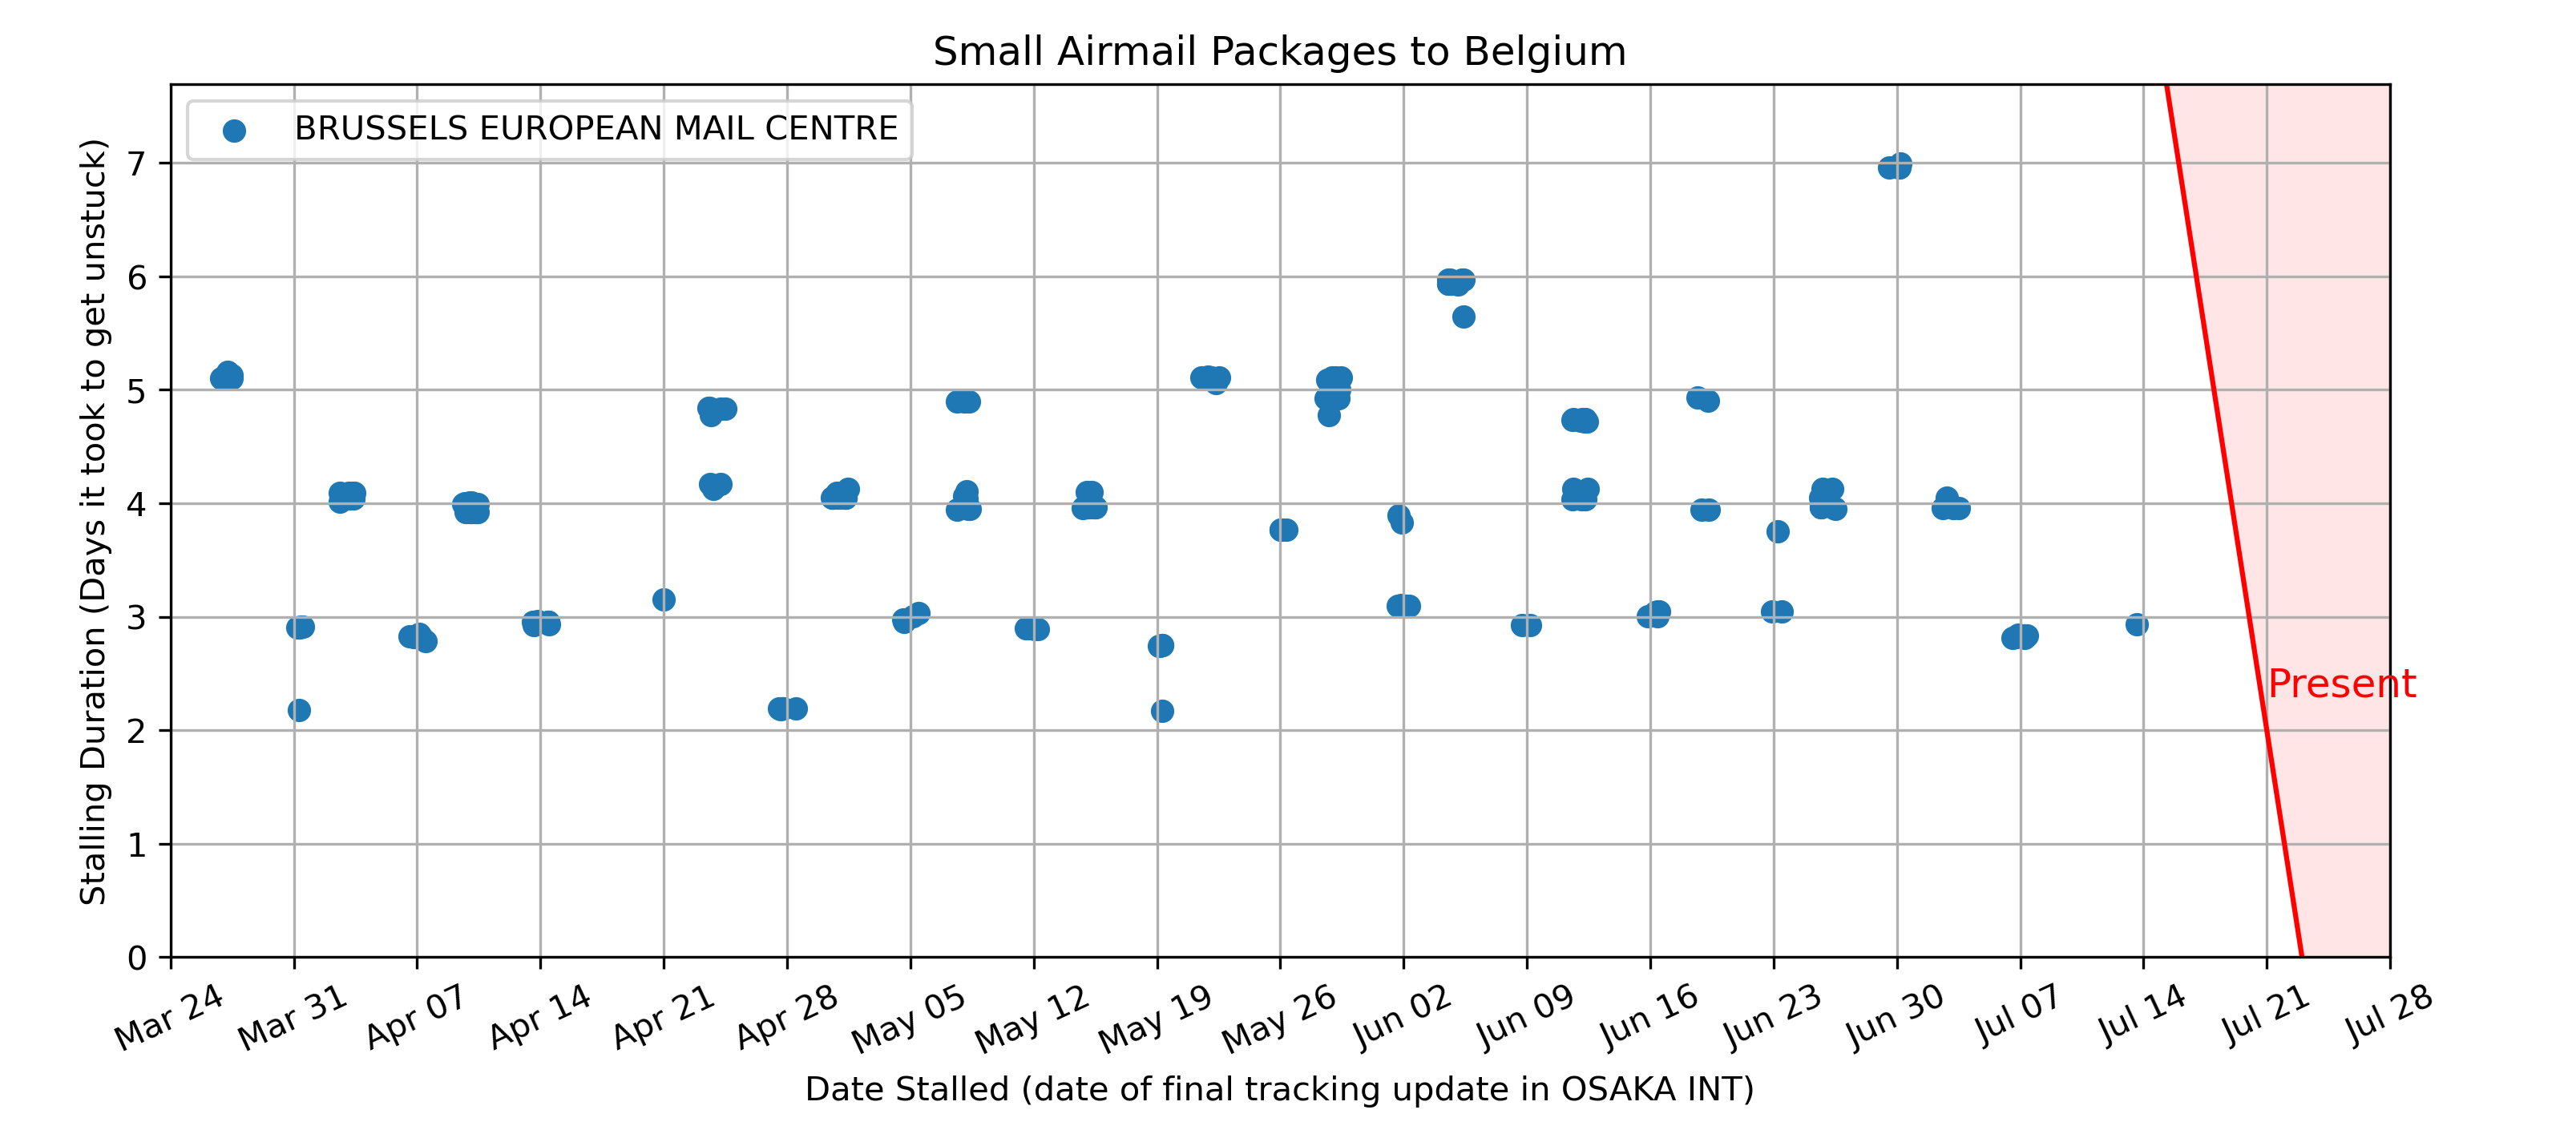 Small Airmail Packages to Belgium
BRUSSELS EUROPEAN MAIL CENTRE
Stalling Duration (Days it took to get unstuck)
7
6
5
4
3
2
1
0
Present
Mar 24
Mar 31
Apr 07
Apr 14
Apr 21
Apr 28
May 05
May 12
May 19
May 26
Jun 02
Jun 09
Jun 16
Jun 23
Jun 30
Jul 07
Jul 14
Jul 21
Jul 28
Date Stalled (date of final tracking update in OSAKA INT)